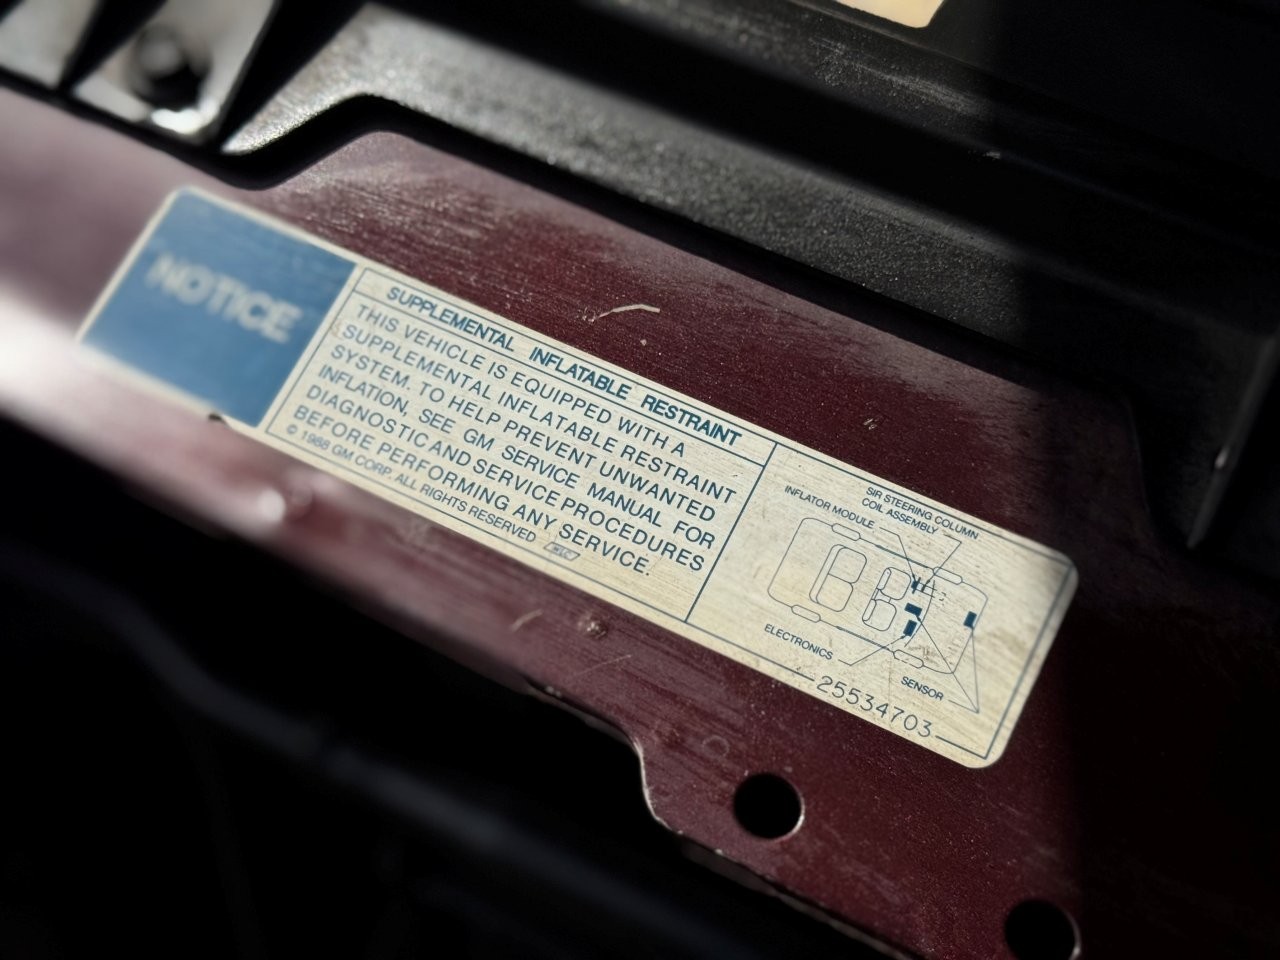 NOTICE
SUPPLEMENTAL INFLATABLE RESTRAINT
THIS VEHICLE IS EQUIPPED WITH A
SUPPLEMENTAL INFLATABLE RESTRAINT
SYSTEM. TO HELP PREVENT UNWANTED
INFLATION, SEE GM SERVICE MANUAL FOR
DIAGNOSTIC AND SERVICE PROCEDURES
BEFORE PERFORMING ANY SERVICE.
© 1988 GM CORP. ALL RIGHTS RESERVED
SIR STEERING COLUMN
COIL ASSEMBLY
INFLATOR MODULE
ELECTRONICS
SENSOR
25534703